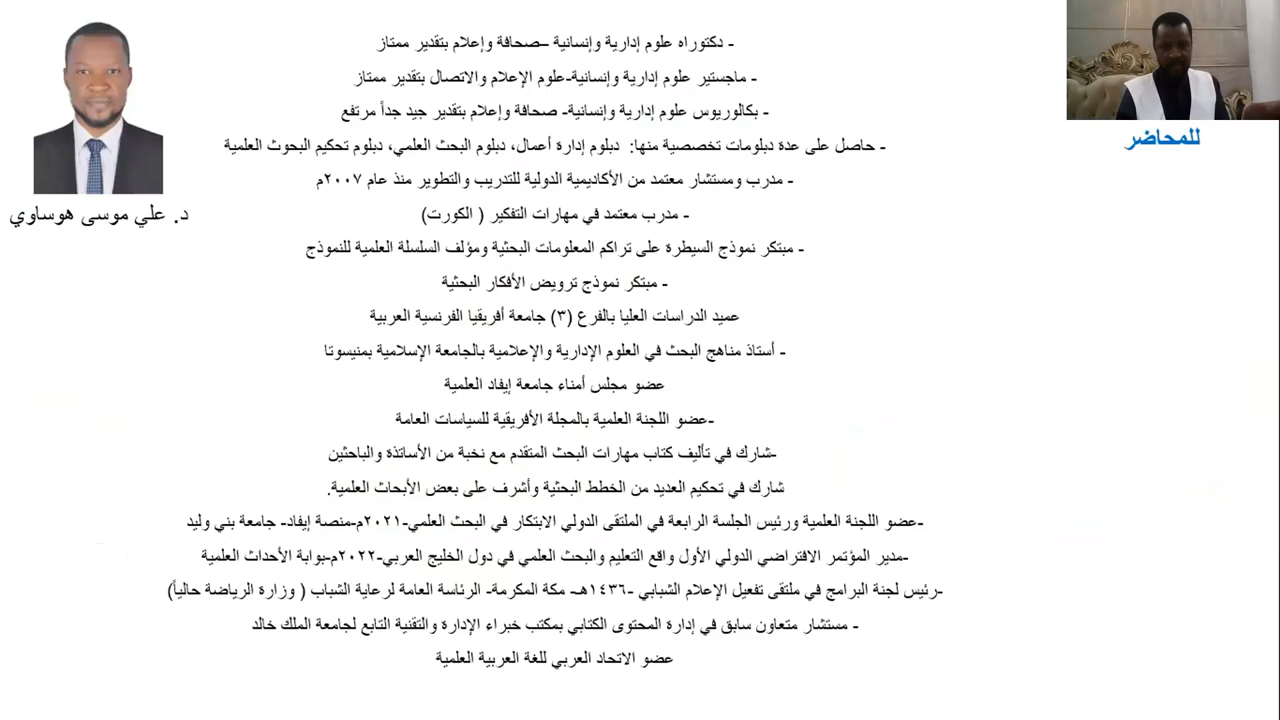 - دكتوراه علوم إدارية وإنسانية –صحافة وإعلام بتقدير ممتاز
- ماجستير علوم إدارية وإنسانية-علوم الإعلام والاتصال بتقدير ممتاز
- بكالوريوس علوم إدارية وإنسانية- صحافة وإعلام بتقدير جيد جداً مرتفع
للمحاضر
- حاصل على عدة دبلومات تخصصية منها: دبلوم إدارة أعمال، دبلوم البحث العلمي، دبلوم تحكيم البحوث العلمية
- مدرب ومستشار معتمد من الأكاديمية الدولية للتدريب والتطوير منذ عام ٢٠٠٧م
- مدرب معتمد في مهارات التفكير ( الكورت)
د. علي موسى هوساوي
- مبتكر نموذج السيطرة على تراكم المعلومات البحثية ومؤلف السلسلة العلمية للنموذج
- مبتكر نموذج ترويض الأفكار البحثية
عميد الدراسات العليا بالفرع (٣) جامعة أفريقيا الفرنسية العربية
- أستاذ مناهج البحث في العلوم الإدارية والإعلامية بالجامعة الإسلامية بمنيسوتا
عضو مجلس أمناء جامعة إيفاد العلمية
-عضو اللجنة العلمية بالمجلة الأفريقية للسياسات العامة
-شارك في تأليف كتاب مهارات البحث المتقدم مع نخبة من الأساتذة والباحثين
شارك في تحكيم العديد من الخطط البحثية وأشرف على بعض الأبحاث العلمية.
-عضو اللجنة العلمية ورئيس الجلسة الرابعة في الملتقى الدولي الابتكار في البحث العلمي-٢٠٢١م-منصة إيفاد- جامعة بني وليد
-مدير المؤتمر الافتراضي الدولي الأول واقع التعليم والبحث العلمي في دول الخليج العربي-٢٠٢٢م-بوابة الأحداث العلمية
-رئيس لجنة البرامج في ملتقى تفعيل الإعلام الشبابي -١٤٣٦هـ- مكة المكرمة- الرئاسة العامة لرعاية الشباب ( وزارة الرياضة حالياً)
- مستشار متعاون سابق في إدارة المحتوى الكتابي بمكتب خبراء الإدارة والتقنية التابع لجامعة الملك خالد
عضو الاتحاد العربي للغة العربية العلمية